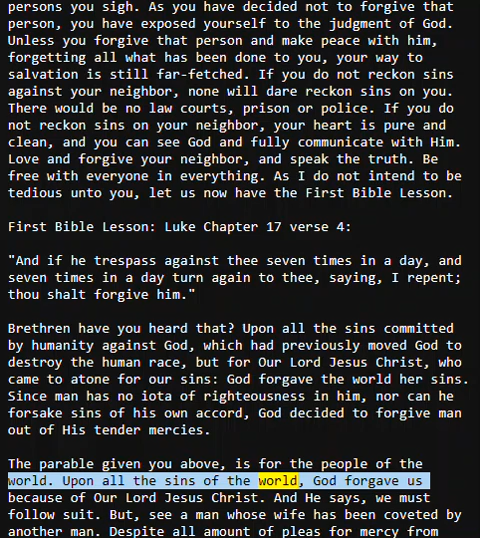 persons you sigh. As you have decided not to forgive that
person, you have exposed yourself to the judgment of God.
Unless you forgive that person and make peace with him,
forgetting all what has been done to you, your way to
salvation is still far-fetched. If you do not reckon sins
against your neighbor, none will dare reckon sins on you.
There would be no law courts, prison or police. If you do
not reckon sins on your neighbor, your heart is pure and
clean, and you can see God and fully communicate with Him.
Love and forgive your neighbor, and speak the truth. Be
free with everyone in everything. As I do not intend to be
tedious unto you, let us now have the First Bible Lesson.
First Bible Lesson: Luke Chapter 17 verse 4:
"And if he trespass against thee seven times in a day, and
seven times in a day turn again to thee, saying, I repent;
thou shalt forgive him."
Brethren have you heard that? Upon all the sins committed
by humanity against God, which had previously moved God to
destroy the human race, but for Our Lord Jesus Christ, who
came to atone for our sins: God forgave the world her sins.
Since man has no iota of righteousness in him, nor can he
forsake sins of his own accord, God decided to forgive man
out of His tender mercies.
The parable given you above, is for the people of the
world. Upon all the sins of the world, God forgave us
because of Our Lord Jesus Christ. And He says, we must
follow suit. But, see a man whose wife has been coveted by
another man. Despite all amount of pleas for mercy from